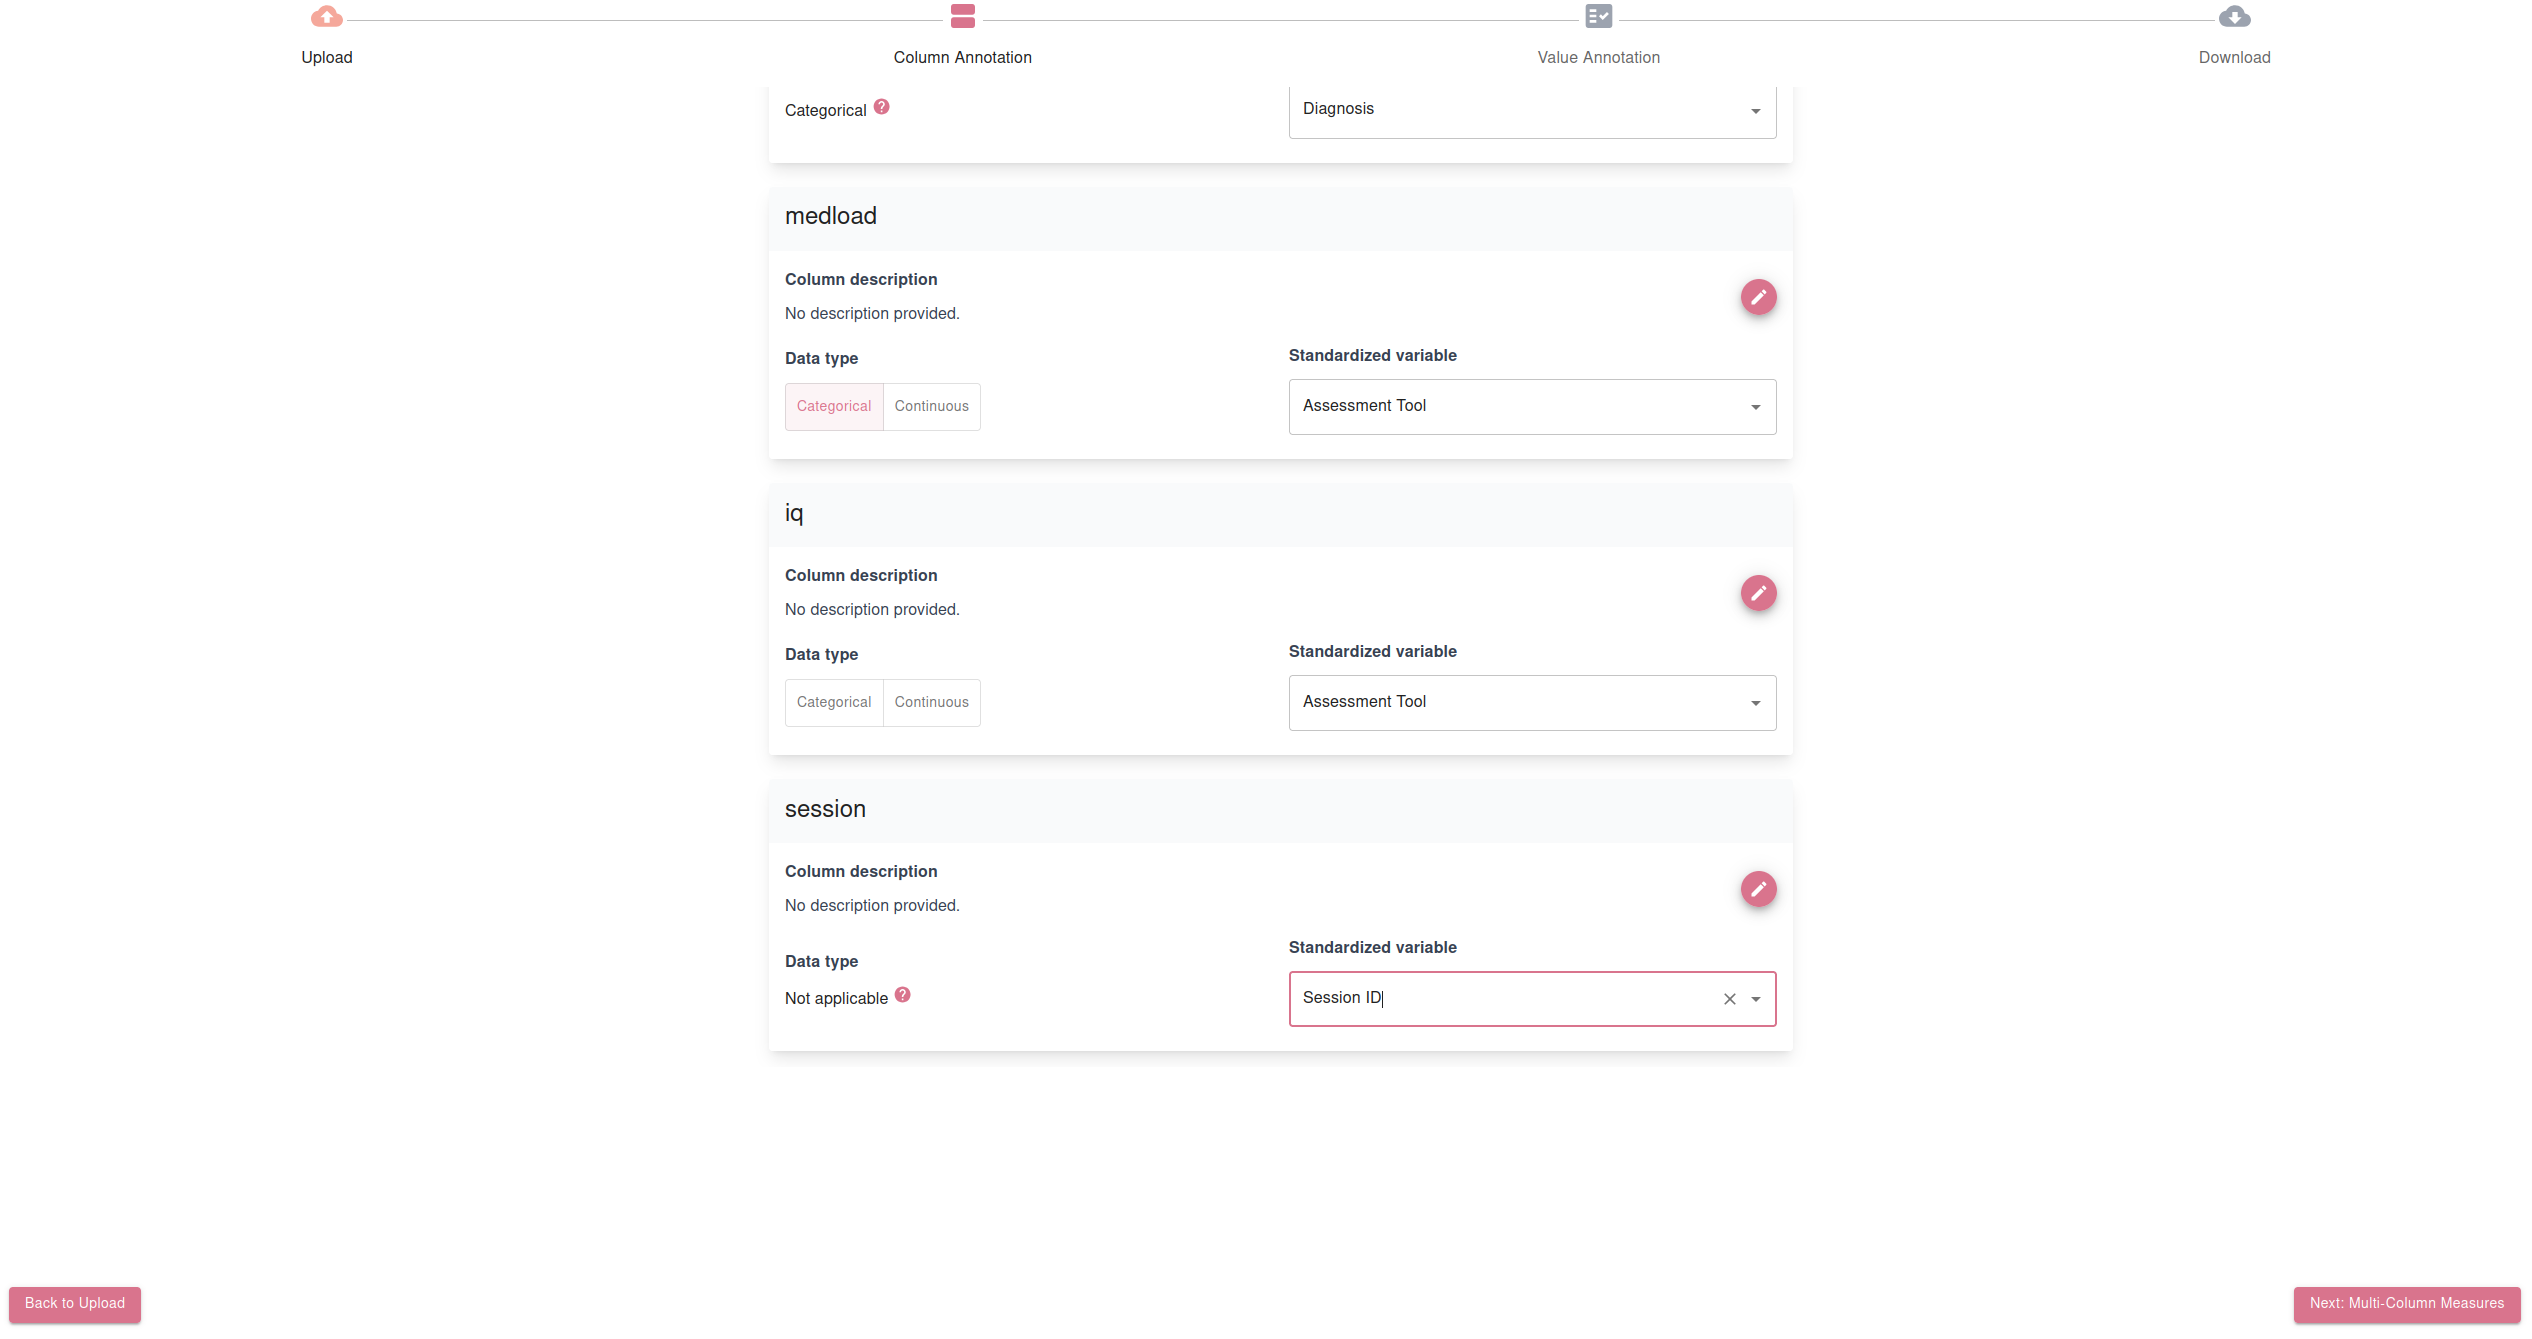 Upload
Column Annotation
Value Annotation
Download
Categorical ?
Diagnosis
medload
Column description
No description provided.
Data type
Standardized variable
Categorical Continuous
Assessment Tool
iq
Column description
No description provided.
Data type
Standardized variable
Categorical Continuous
Assessment Tool
session
Column description
No description provided.
Standardized variable
Data type
Session ID
Not applicable ?
Back to Upload
Next: Multi-Column Measures